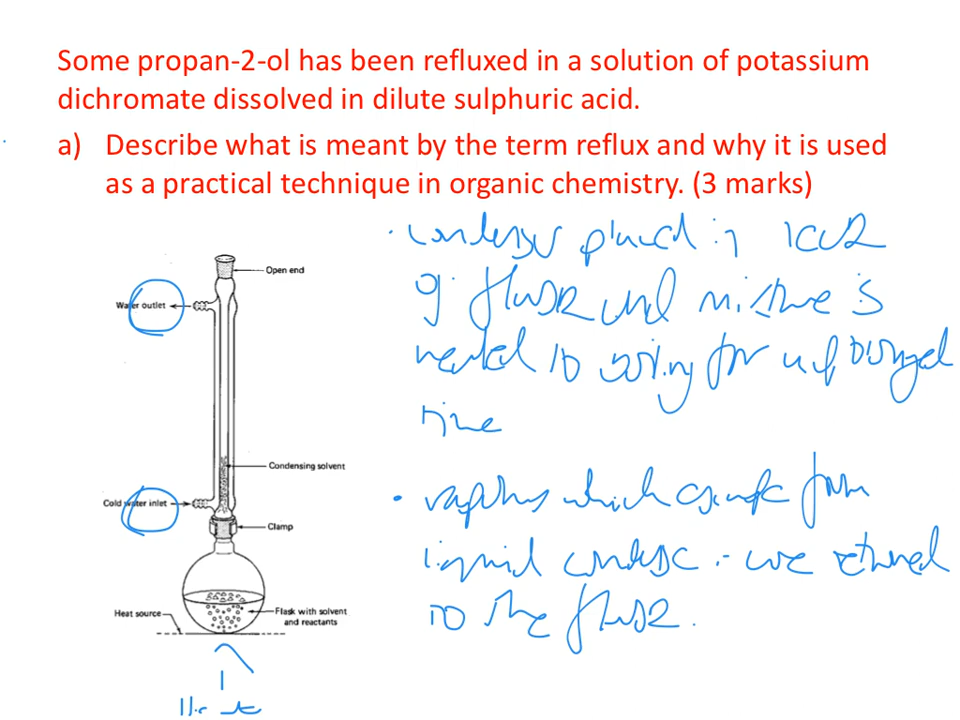 Some propan-2-ol has been refluxed in a solution of potassium
dichromate dissolved in dilute sulphuric acid.
a) Describe what is meant by the term reflux and why it is used
as a practical technique in organic chemistry. (3 marks)
Open end
Water outlet
Condensing solvent
Cold water inlet
Clamp
Heat source
Flask with solvent
and reactants
Heat
• condenser placed in neck
of flask and mixture is
heated to boiling for a prolonged
time
• vapours which escape from
liquid condense & are returned
to the flask.